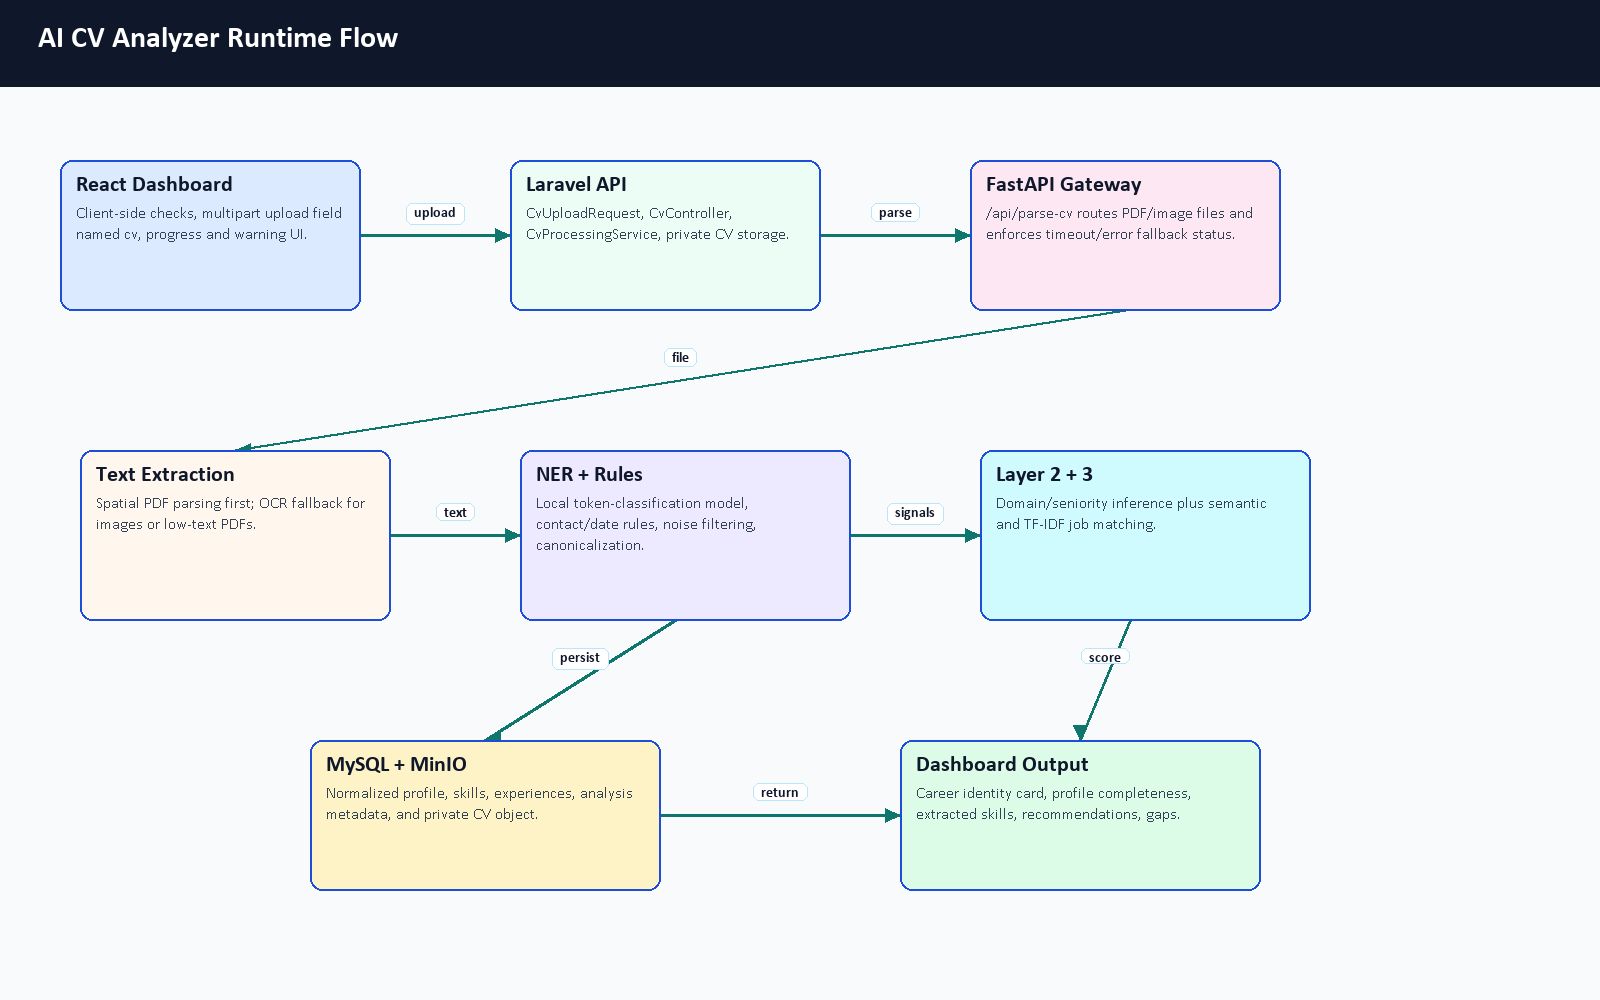 AI CV Analyzer Runtime Flow
React Dashboard
Client-side checks, multipart upload field
named cv, progress and warning UI.
upload
Laravel API
CvUploadRequest, CvController,
CvProcessingService, private CV storage.
parse
FastAPI Gateway
/api/parse-cv routes PDF/image files and
enforces timeout/error fallback status.
file
Text Extraction
Spatial PDF parsing first; OCR fallback for
images or low-text PDFs.
text
NER + Rules
Local token-classification model,
contact/date rules, noise filtering,
canonicalization.
signals
Layer 2 + 3
Domain/seniority inference plus semantic
and TF-IDF job matching.
persist
score
MySQL + MinIO
Normalized profile, skills, experiences, analysis
metadata, and private CV object.
return
Dashboard Output
Career identity card, profile completeness,
extracted skills, recommendations, gaps.